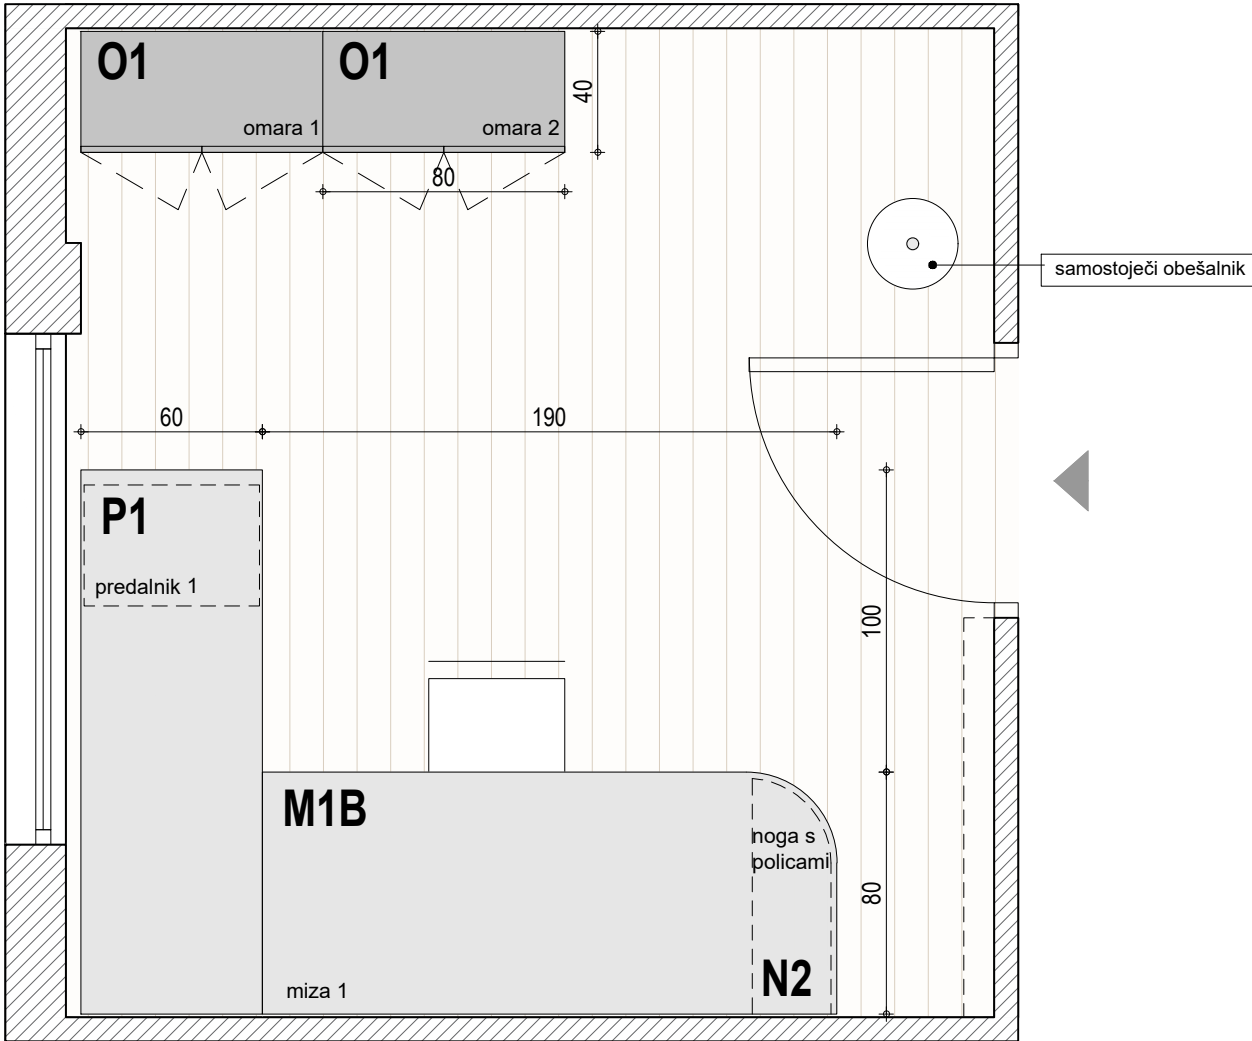 O1
O1
omara 1
omara 2
40
80
samostoječi obešalnik
60
190
P1
predalnik 1
100
M1B
noga s
policami
80
N2
miza 1